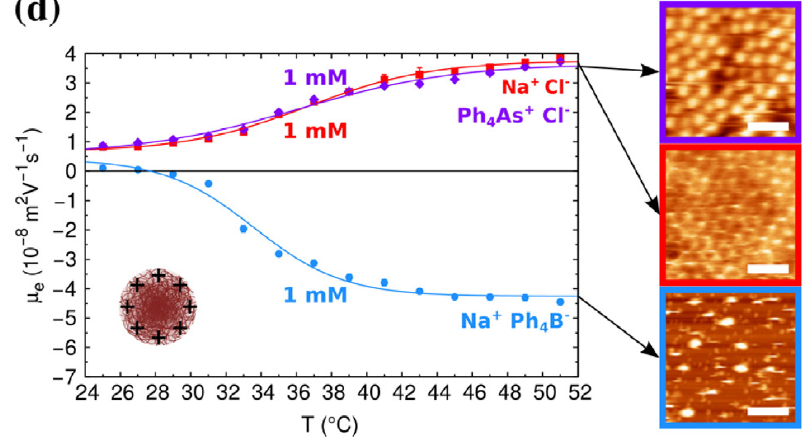 (d)
4
3
2
1
0
-1
-2
-3
-4
-5
-6
-7
μe (10⁻⁸ m²V⁻¹s⁻¹)
1 mM
1 mM
Na⁺ Cl⁻
Ph₄As⁺ Cl⁻
1 mM
Na⁺ Ph₄B⁻
+ + + + + + + +
24 26 28 30 32 34 36 38 40 42 44 46 48 50 52
T (°C)